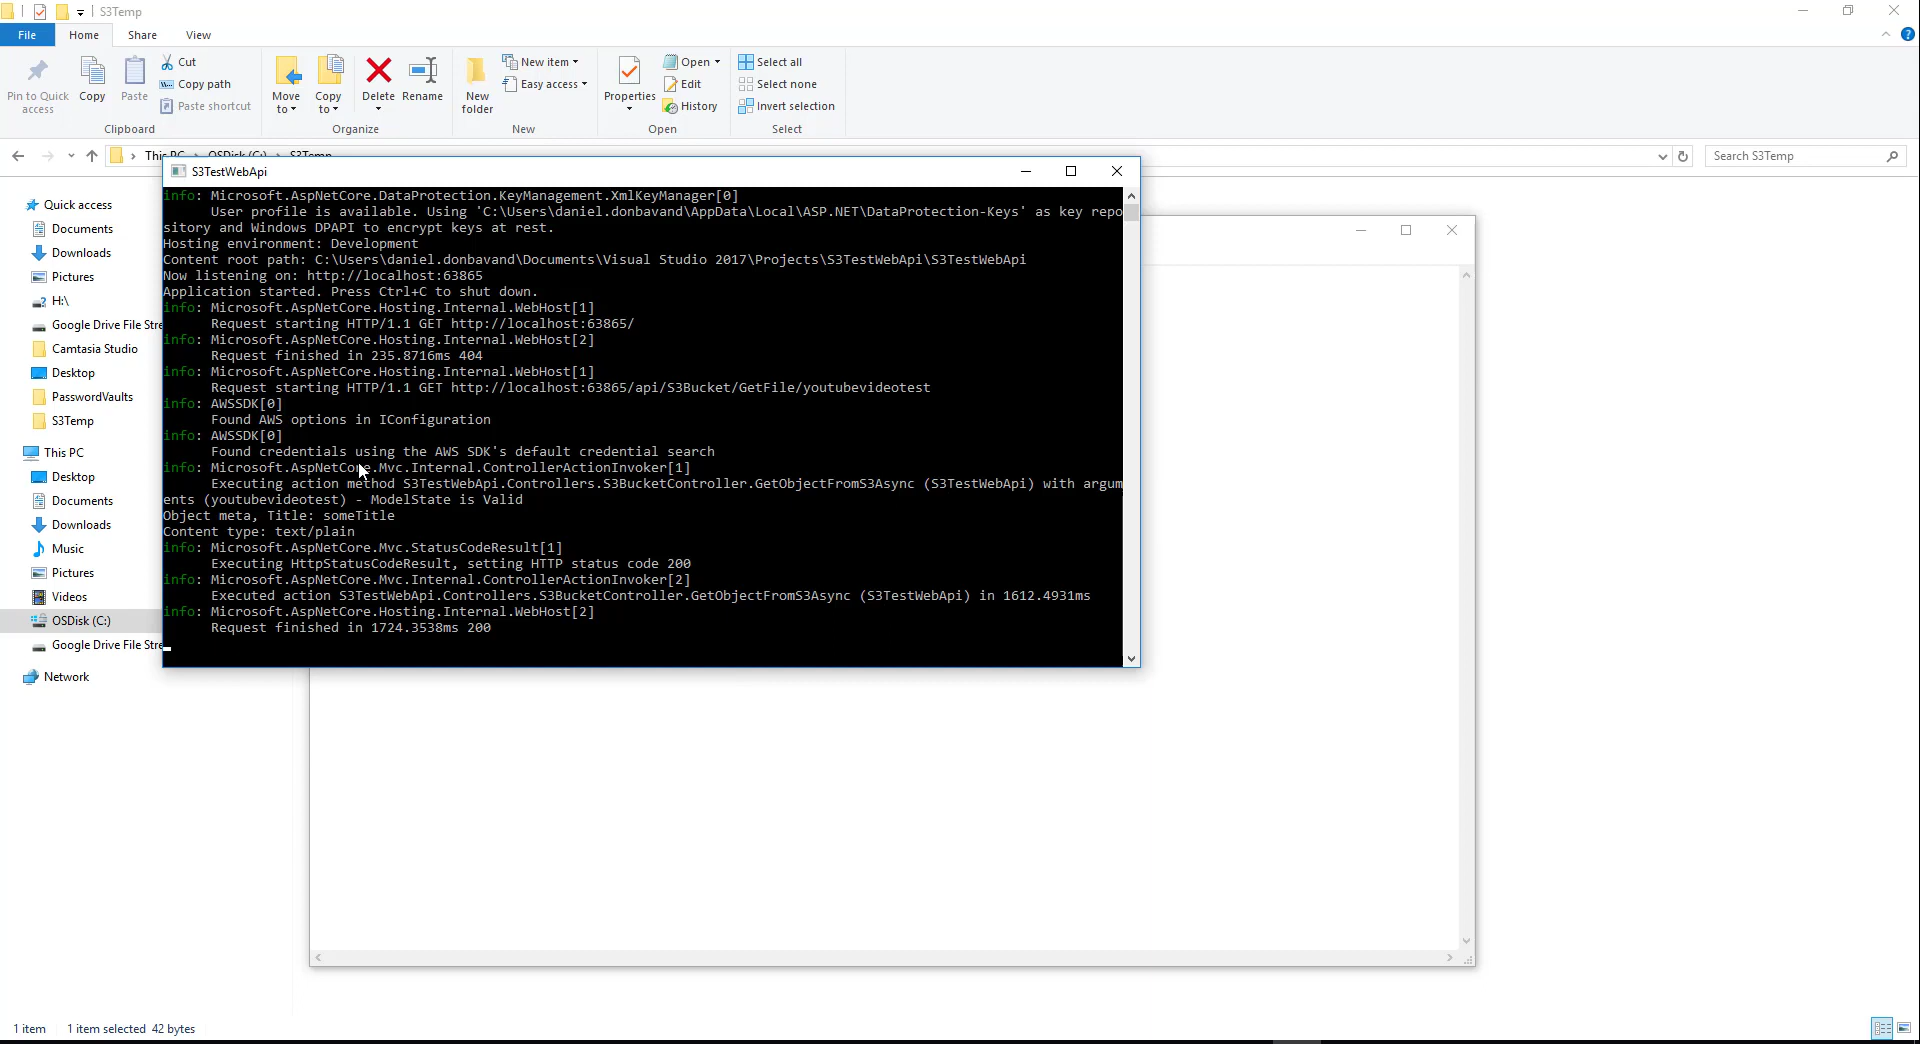 S3Temp
File Home Share View
Pin to Quick access
Copy
Paste
Cut
Copy path
Paste shortcut
Move to
Copy to
Delete
Rename
New folder
New item
Easy access
Properties
Open
Edit
History
Select all
Select none
Invert selection
Clipboard Organize New Open Select
This PC OSDisk (C:) S3Temp
Search S3Temp
S3TestWebApi
info: Microsoft.AspNetCore.DataProtection.KeyManagement.XmlKeyManager[0]
User profile is available. Using 'C:\Users\daniel.donbavand\AppData\Local\ASP.NET\DataProtection-Keys' as key repo
sitory and Windows DPAPI to encrypt keys at rest.
Hosting environment: Development
Content root path: C:\Users\daniel.donbavand\Documents\Visual Studio 2017\Projects\S3TestWebApi\S3TestWebApi
Now listening on: http://localhost:63865
Application started. Press Ctrl+C to shut down.
info: Microsoft.AspNetCore.Hosting.Internal.WebHost[1]
Request starting HTTP/1.1 GET http://localhost:63865/
info: Microsoft.AspNetCore.Hosting.Internal.WebHost[2]
Request finished in 235.8716ms 404
info: Microsoft.AspNetCore.Hosting.Internal.WebHost[1]
Request starting HTTP/1.1 GET http://localhost:63865/api/S3Bucket/GetFile/youtubevideotest
info: AWSSDK[0]
Found AWS options in IConfiguration
info: AWSSDK[0]
Found credentials using the AWS SDK's default credential search
info: Microsoft.AspNetCore.Mvc.Internal.ControllerActionInvoker[1]
Executing action method S3TestWebApi.Controllers.S3BucketController.GetObjectFromS3Async (S3TestWebApi) with argum
ents (youtubevideotest) - ModelState is Valid
Object meta, Title: someTitle
Content type: text/plain
info: Microsoft.AspNetCore.Mvc.StatusCodeResult[1]
Executing HttpStatusCodeResult, setting HTTP status code 200
info: Microsoft.AspNetCore.Mvc.Internal.ControllerActionInvoker[2]
Executed action S3TestWebApi.Controllers.S3BucketController.GetObjectFromS3Async (S3TestWebApi) in 1612.4931ms
info: Microsoft.AspNetCore.Hosting.Internal.WebHost[2]
Request finished in 1724.3538ms 200
Quick access
Documents
Downloads
Pictures
H:\
Google Drive File Stre
Camtasia Studio
Desktop
PasswordVaults
S3Temp
This PC
Desktop
Documents
Downloads
Music
Pictures
Videos
OSDisk (C:)
Google Drive File Stre
Network
1 item 1 item selected 42 bytes